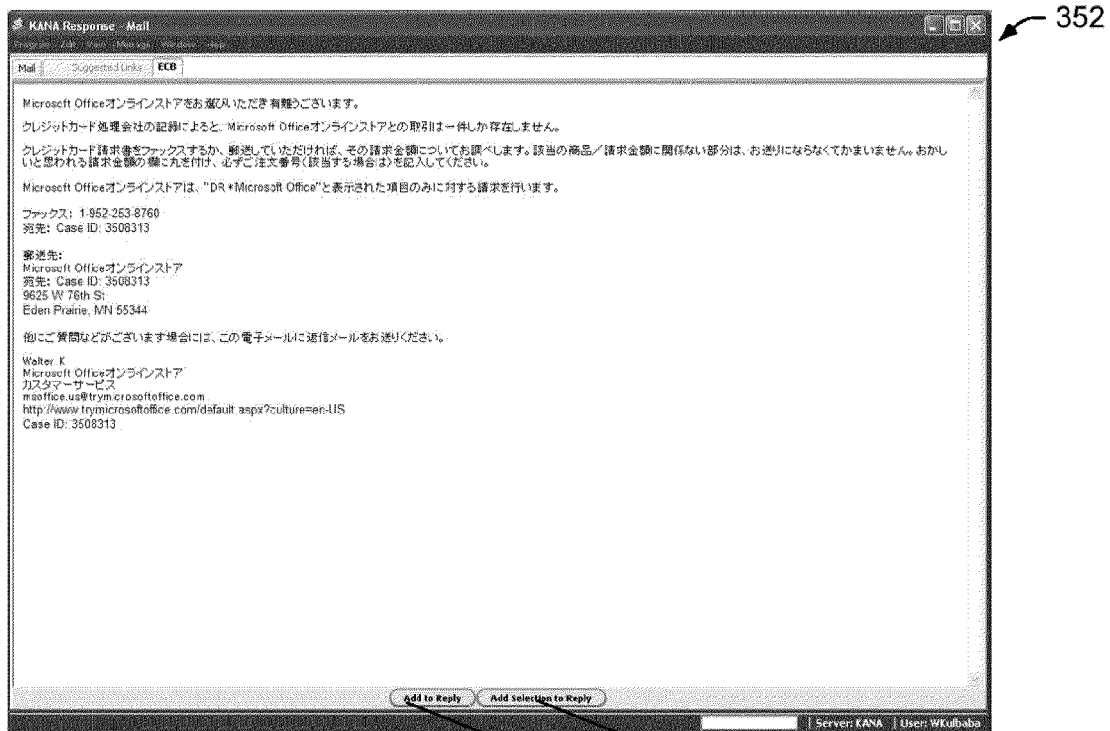 KANA Response - Mail
352
Program Edit View Message Windows Help
Mail Suggested Links ECB
Microsoft Officeオンラインストアをお選びいただき有難うございます。
クレジットカード処理会社の記録によると、Microsoft Officeオンラインストアとの取引は一件しか存在しません。
クレジットカード請求書をファックスするか、郵送していただければ、その請求金額についてお調べします。該当の商品／請求金額に関係ない部分は、お送りにならなくてかまいません。おかし
いと思われる請求金額の欄に丸を付け、必ずご注文番号(該当する場合は)を記入してください。
Microsoft Officeオンラインストアは、"DR *Microsoft Office"と表示された項目のみに対する請求を行います。
ファックス: 1-952-253-8760
宛先: Case ID: 3508313
郵送先:
Microsoft Officeオンラインストア
宛先: Case ID: 3508313
9625 W 76th St
Eden Prairie, MN 55344
他にご質問などがございます場合には、この電子メールに返信メールをお送りください。
Walter K
Microsoft Officeオンラインストア
カスタマーサービス
msoffice.us@trymicrosoftoffice.com
http://www.trymicrosoftoffice.com/default.aspx?culture=en-US
Case ID: 3508313
Add to Reply Add Selection to Reply
Server: KANA User: WKulbaba